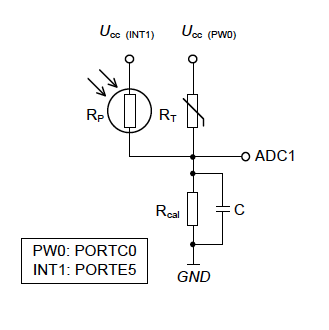 Ucc (INT1) Ucc (PW0)
RP RT
ADC1
Rcal C
PW0: PORTC0
INT1: PORTE5
GND